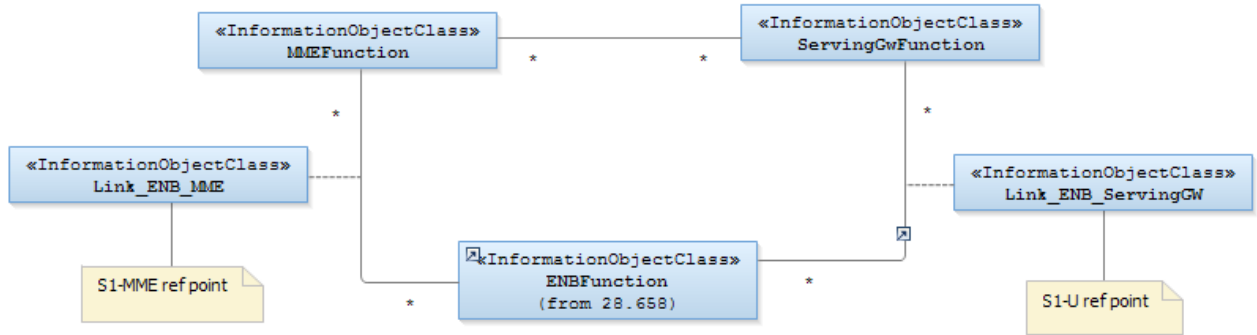 «InformationObjectClass»
MMEFunction
«InformationObjectClass»
ServingGwFunction
*
*
*
*
«InformationObjectClass»
Link_ENB_MME
«InformationObjectClass»
Link_ENB_ServingGW
«InformationObjectClass»
ENBFunction
(from 28.658)
*
*
S1-MME ref point
S1-U ref point